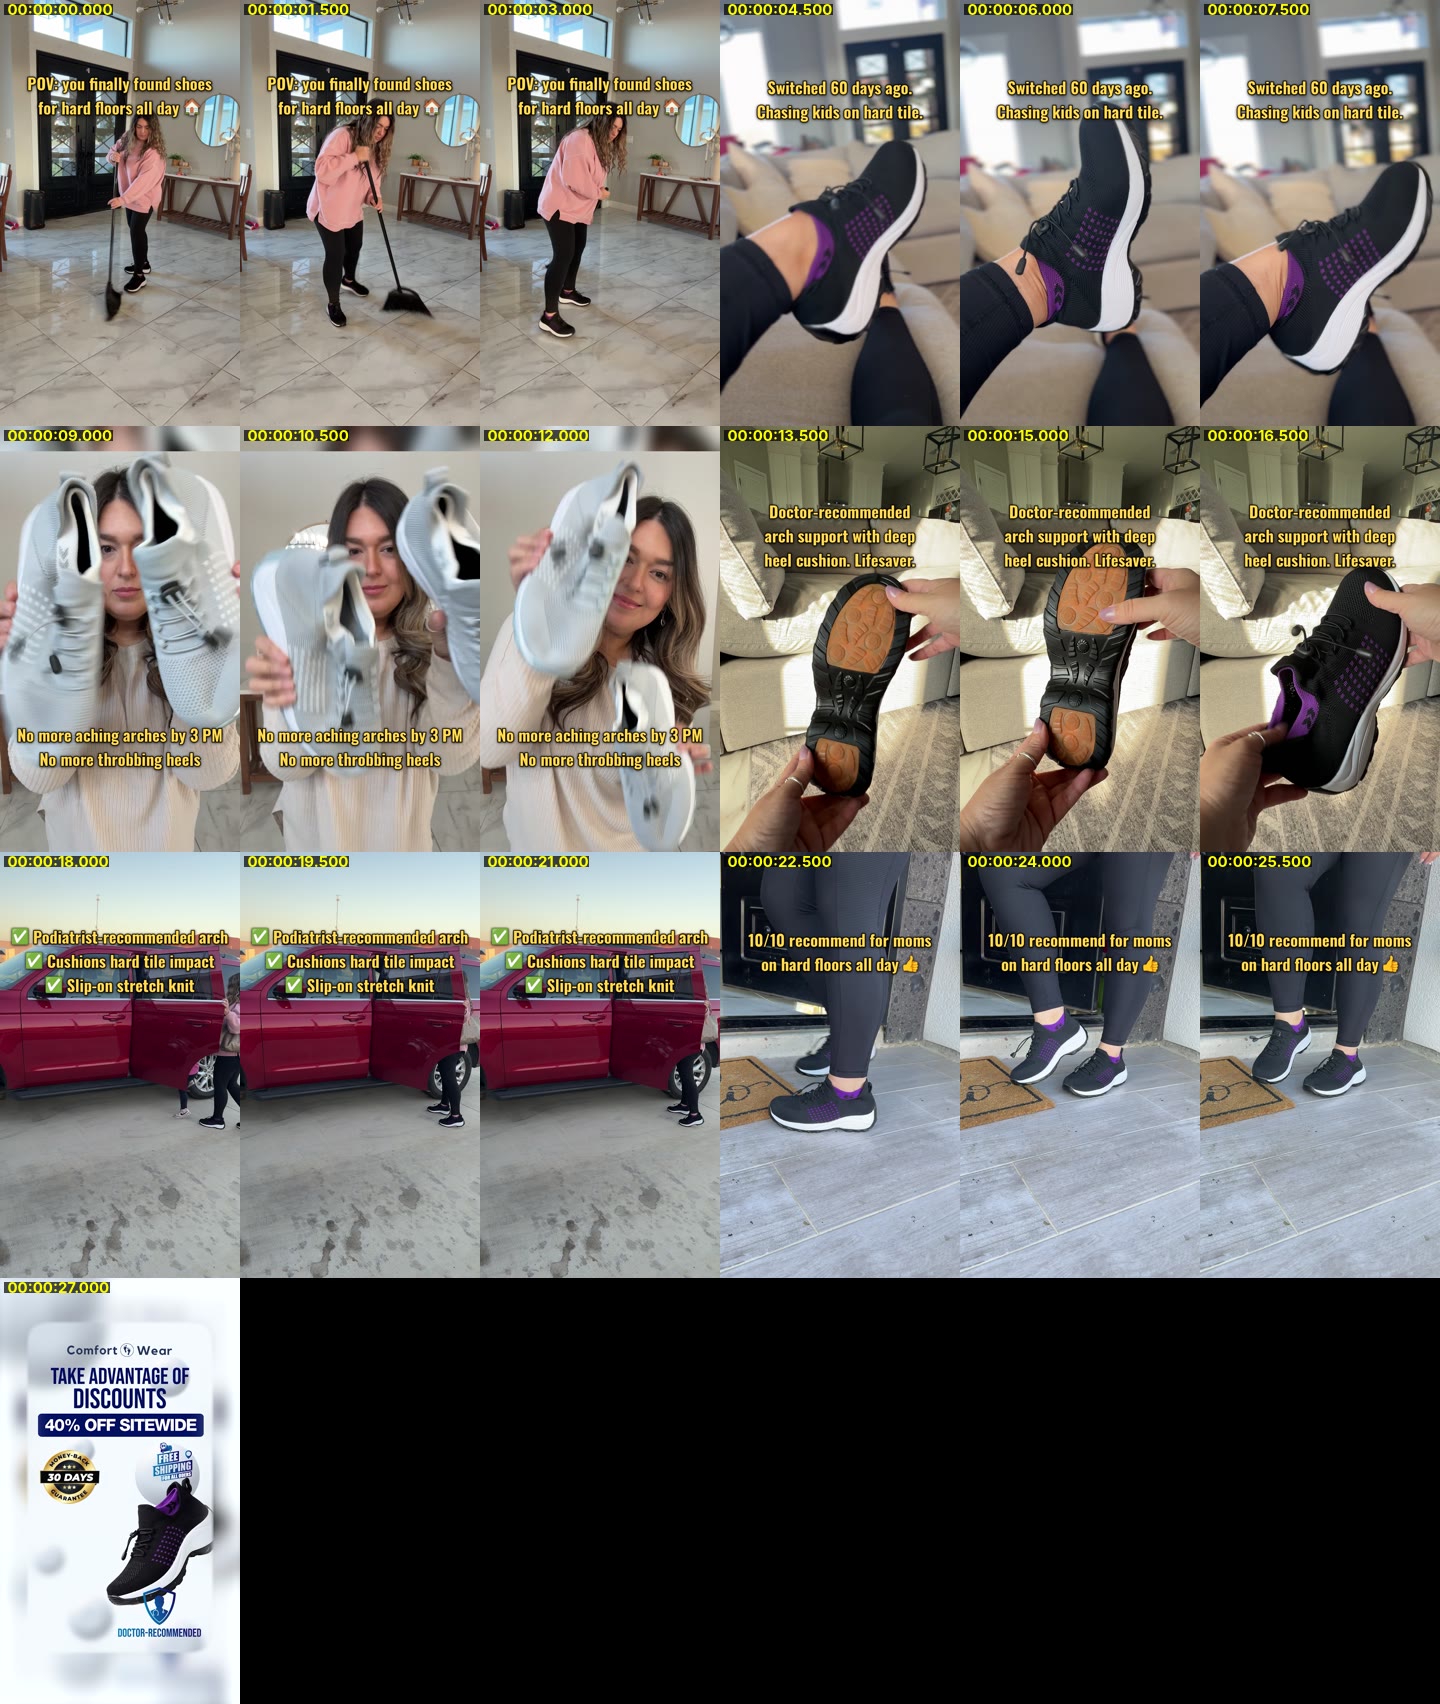 00:00:00.000
POV: you finally found shoes
for hard floors all day 🏠
00:00:01.500
POV: you finally found shoes
for hard floors all day 🏠
00:00:03.000
POV: you finally found shoes
for hard floors all day 🏠
00:00:04.500
Switched 60 days ago.
Chasing kids on hard tile.
00:00:06.000
Switched 60 days ago.
Chasing kids on hard tile.
00:00:07.500
Switched 60 days ago.
Chasing kids on hard tile.
00:00:09.000
No more aching arches by 3 PM
No more throbbing heels
00:00:10.500
No more aching arches by 3 PM
No more throbbing heels
00:00:12.000
No more aching arches by 3 PM
No more throbbing heels
00:00:13.500
Doctor-recommended
arch support with deep
heel cushion. Lifesaver.
00:00:15.000
Doctor-recommended
arch support with deep
heel cushion. Lifesaver.
00:00:16.500
Doctor-recommended
arch support with deep
heel cushion. Lifesaver.
00:00:18.000
✅ Podiatrist-recommended arch
✅ Cushions hard tile impact
✅ Slip-on stretch knit
00:00:19.500
✅ Podiatrist-recommended arch
✅ Cushions hard tile impact
✅ Slip-on stretch knit
00:00:21.000
✅ Podiatrist-recommended arch
✅ Cushions hard tile impact
✅ Slip-on stretch knit
00:00:22.500
10/10 recommend for moms
on hard floors all day 👍
00:00:24.000
10/10 recommend for moms
on hard floors all day 👍
00:00:25.500
10/10 recommend for moms
on hard floors all day 👍
00:00:27.000
Comfort Wear
TAKE ADVANTAGE OF
DISCOUNTS
40% OFF SITEWIDE
MONEY-BACK
30 DAYS
GUARANTEE
FREE
SHIPPING
DOCTOR-RECOMMENDED